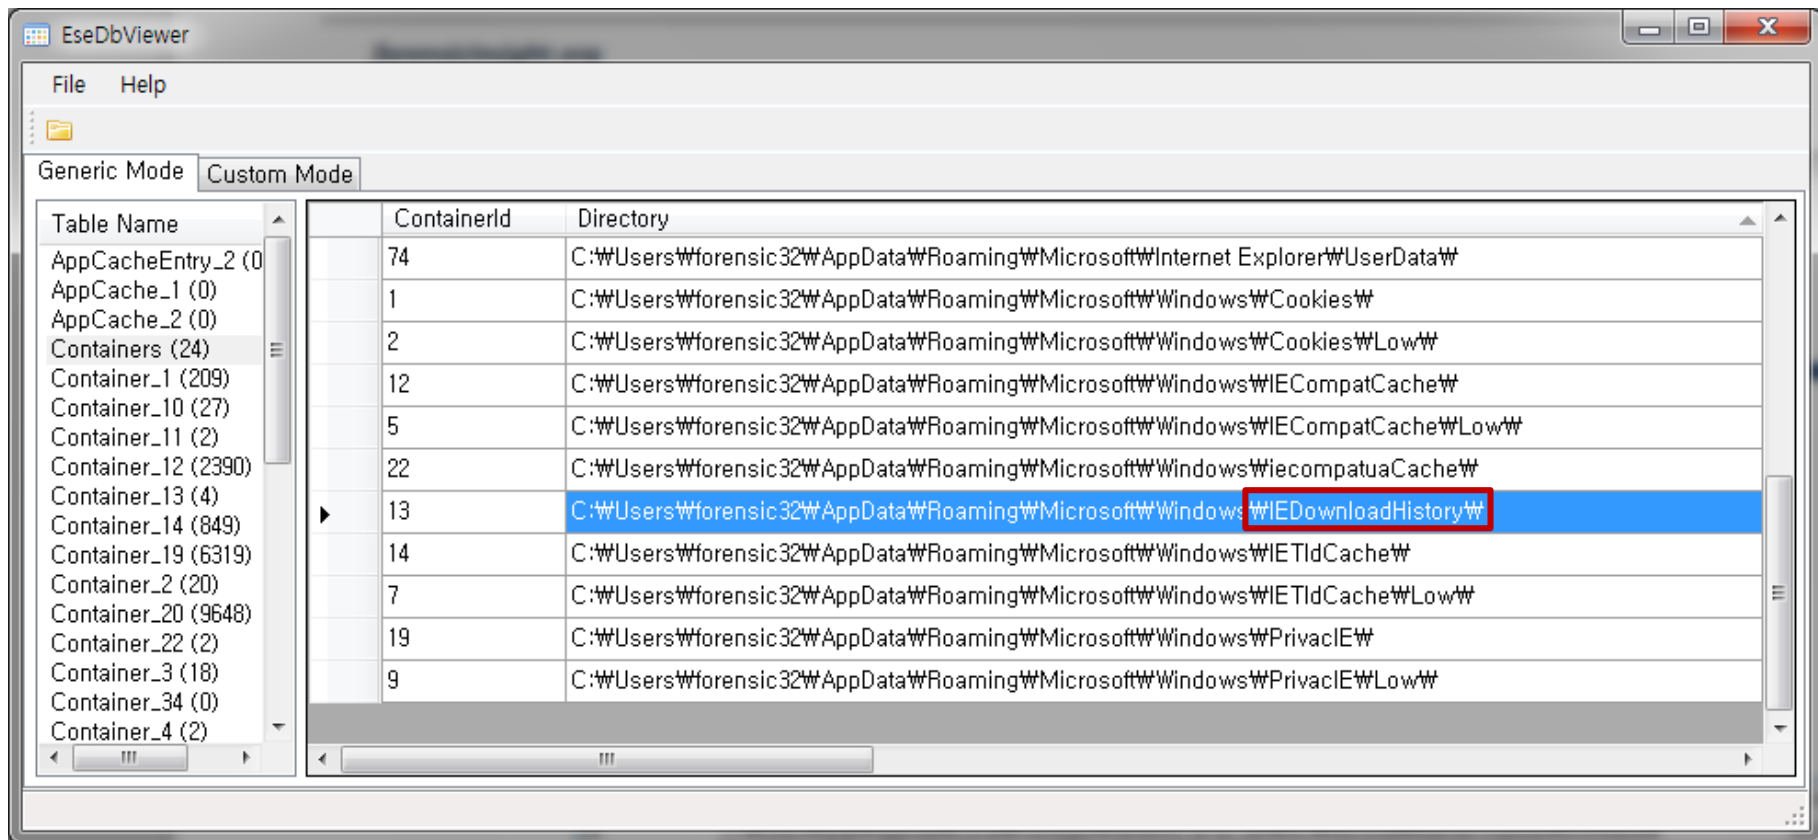 EseDbViewer
File Help
Generic Mode Custom Mode
Table Name
AppCacheEntry_2 (0
AppCache_1 (0)
AppCache_2 (0)
Containers (24)
Container_1 (209)
Container_10 (27)
Container_11 (2)
Container_12 (2390)
Container_13 (4)
Container_14 (849)
Container_19 (6319)
Container_2 (20)
Container_20 (9648)
Container_22 (2)
Container_3 (18)
Container_34 (0)
Container_4 (2)
ContainerId Directory
74 C:₩Users₩forensic32₩AppData₩Roaming₩Microsoft₩Internet Explorer₩UserData₩
1 C:₩Users₩forensic32₩AppData₩Roaming₩Microsoft₩Windows₩Cookies₩
2 C:₩Users₩forensic32₩AppData₩Roaming₩Microsoft₩Windows₩Cookies₩Low₩
12 C:₩Users₩forensic32₩AppData₩Roaming₩Microsoft₩Windows₩IECompatCache₩
5 C:₩Users₩forensic32₩AppData₩Roaming₩Microsoft₩Windows₩IECompatCache₩Low₩
22 C:₩Users₩forensic32₩AppData₩Roaming₩Microsoft₩Windows₩iecompatuaCache₩
13 C:₩Users₩forensic32₩AppData₩Roaming₩Microsoft₩Windows₩IEDownloadHistory₩
14 C:₩Users₩forensic32₩AppData₩Roaming₩Microsoft₩Windows₩IETldCache₩
7 C:₩Users₩forensic32₩AppData₩Roaming₩Microsoft₩Windows₩IETldCache₩Low₩
19 C:₩Users₩forensic32₩AppData₩Roaming₩Microsoft₩Windows₩PrivacIE₩
9 C:₩Users₩forensic32₩AppData₩Roaming₩Microsoft₩Windows₩PrivacIE₩Low₩